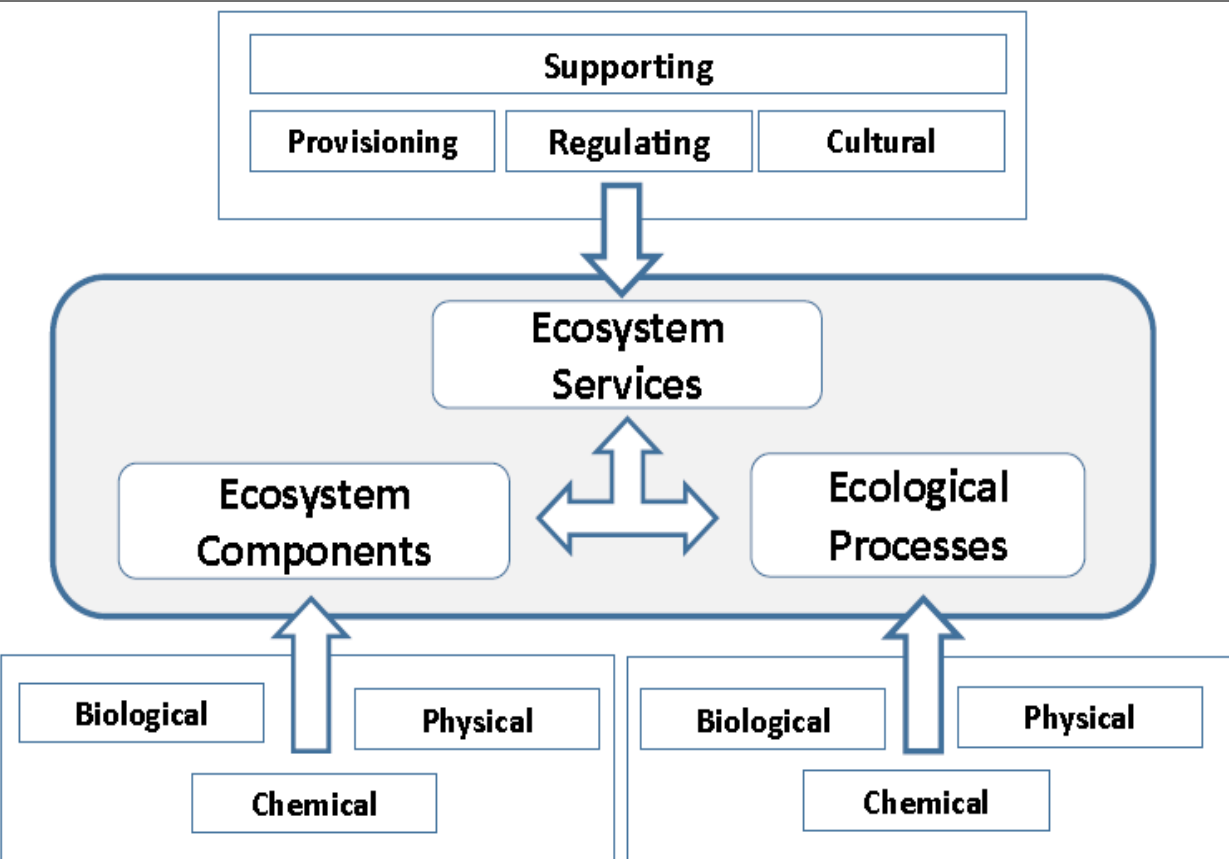 Supporting
Provisioning
Regulating
Cultural
Ecosystem
Services
Ecosystem
Components
Ecological
Processes
Biological
Physical
Chemical
Biological
Physical
Chemical